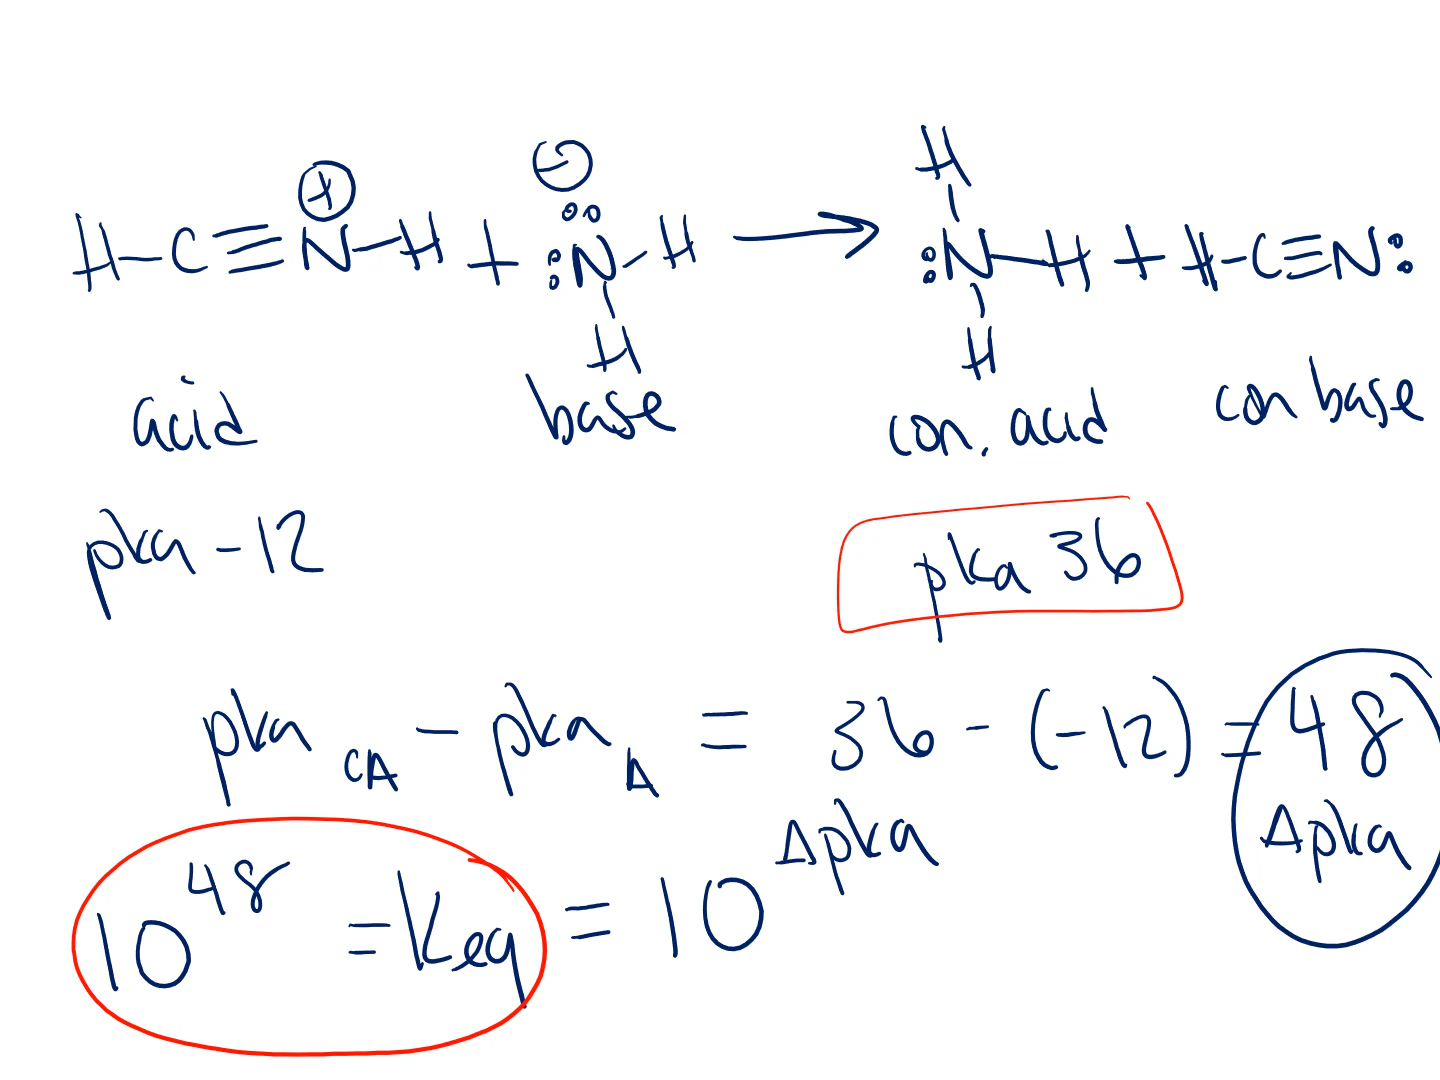 H
H-C≡N⊕-H + :N̈⊖-H → :N-H + H-C≡N:
H H
acid base con. acid con base
pka -12 pka 36
pka CA - pka A = 36 - (-12) = 48
Δpka
10^48 = Keq = 10^Δpka